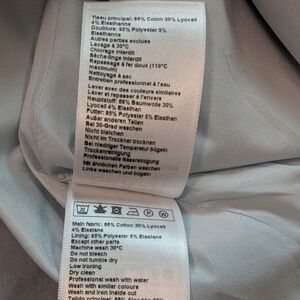 Tissu principal: 66% Coton 30% Lyocell
4% Elasthanne
Doublure: 95% Polyester 5%
Elasthanne
Autres parties exclues
Lavage à 30°C
Chlorage interdit
Séchage interdit
Repassage à fer doux (110°C
maximum)
Nettoyage à sec
Entretien professionnel à l'eau
Laver avec des couleurs similaires
Laver et repasser à l'envers
Hauptstoff: 66% Baumwolle 30%
Lyocell 4% Elasthan
Futter: 95% Polyester 5% Elasthan
Außer anderen Teilen
Bei 30-Grad waschen
Nicht bleichen
Nicht im Trockner trocknen
Bei niedriger Temperatur bügeln
Trockenreinigung
Professionelle Nassreinigung
Mit ähnlichen Farben waschen
Links waschen und bügeln
P W
Main fabric: 66% Cotton 30% Lyocell
4% Elastane
Lining: 95% Polyester 5% Elastane
Except other parts
Machine wash 30°C
Do not bleach
Do not tumble dry
Low ironing
Dry clean
Professional wash with water
Wash with similar colours
Wash and Iron inside out